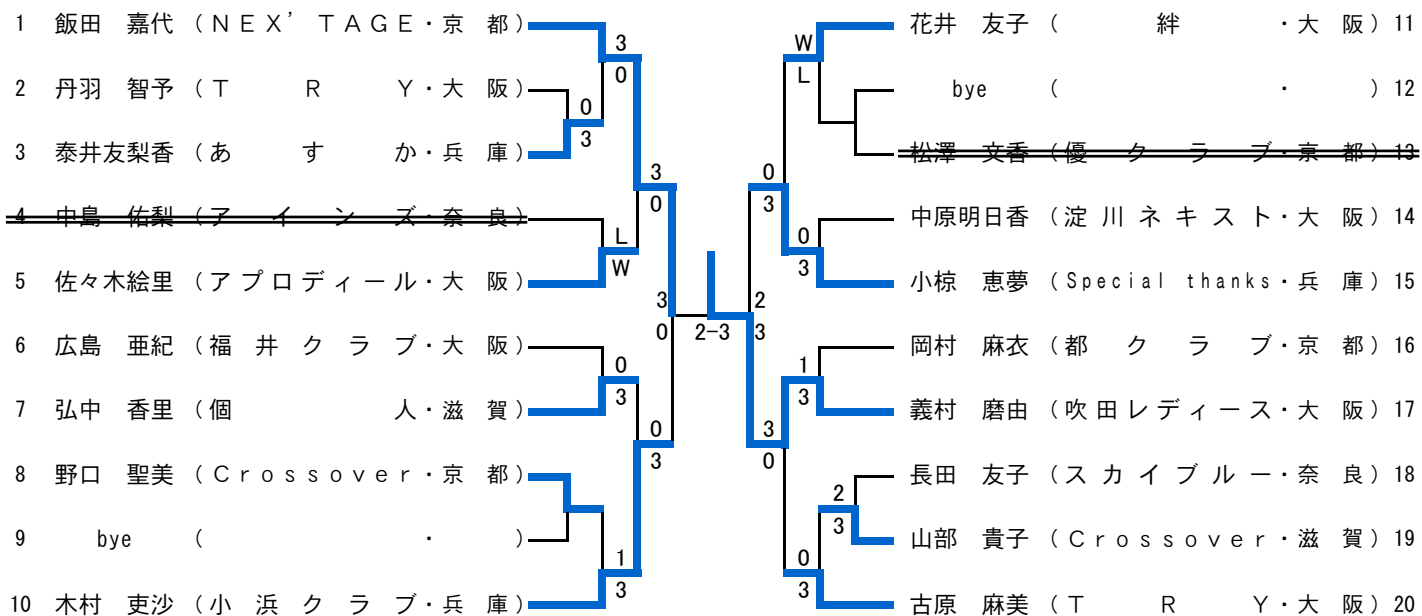 1 飯田 嘉代 (NEX'TAGE・京 都)
2 丹羽 智予 (T R Y・大 阪)
3 泰井友梨香 (あ す か・兵 庫)
4 中島 佑梨 (ア イ ン ズ・奈 良)
5 佐々木絵里 (アプロディール・大 阪)
6 広島 亜紀 (福 井 ク ラ ブ・大 阪)
7 弘中 香里 (個 人・滋 賀)
8 野口 聖美 (Crossover・京 都)
9 bye ( ・ )
10 木村 吏沙 (小 浜 ク ラ ブ・兵 庫)
3
0
0
3
3
0
L
W
3
0
0
3
0
3
1
3
2-3
W
L
0
3
0
3
2
3
1
3
3
0
2
3
0
3
花井 友子 ( 絆 ・大 阪) 11
bye ( ・ ) 12
松澤 文香 (優 ク ラ ブ・京 都) 13
中原明日香 (淀 川 ネ キ ス ト・大 阪) 14
小椋 恵夢 (Special thanks・兵 庫) 15
岡村 麻衣 (都 ク ラ ブ・京 都) 16
義村 磨由 (吹 田 レ デ ィ ー ス・大 阪) 17
長田 友子 (ス カ イ ブ ル ー・奈 良) 18
山部 貴子 (Crossover・滋 賀) 19
古原 麻美 (T R Y・大 阪) 20